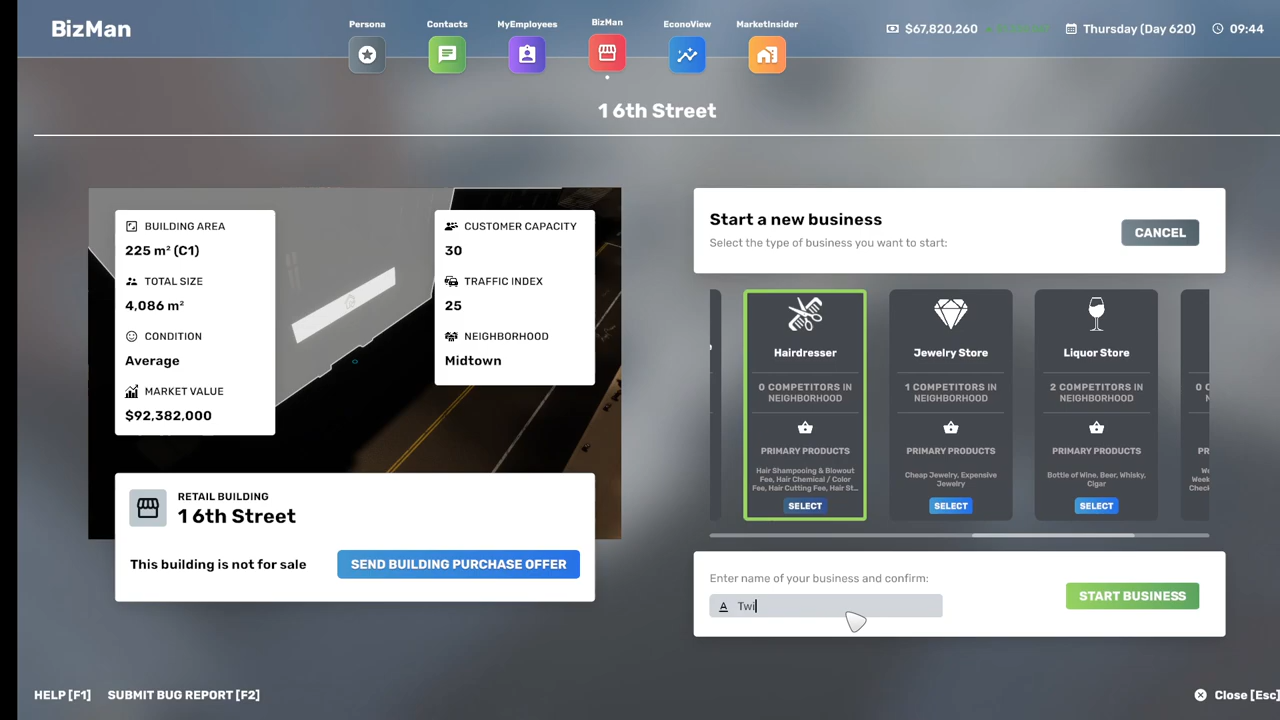 BizMan
Persona
Contacts
MyEmployees
BizMan
EconoView
MarketInsider
$67,820,260
Thursday (Day 620)
09:44
1 6th Street
BUILDING AREA
225 m² (C1)
TOTAL SIZE
4,086 m²
CONDITION
Average
MARKET VALUE
$92,382,000
CUSTOMER CAPACITY
30
TRAFFIC INDEX
25
NEIGHBORHOOD
Midtown
RETAIL BUILDING
1 6th Street
This building is not for sale
SEND BUILDING PURCHASE OFFER
Start a new business
Select the type of business you want to start:
CANCEL
Hairdresser
0 COMPETITORS IN
NEIGHBORHOOD
PRIMARY PRODUCTS
Hair Shampooing & Blowout
Fee, Hair Chemical / Color
Fee, Hair Cutting Fee, Hair St...
SELECT
Jewelry Store
1 COMPETITORS IN
NEIGHBORHOOD
PRIMARY PRODUCTS
Cheap Jewelry, Expensive
Jewelry
SELECT
Liquor Store
2 COMPETITORS IN
NEIGHBORHOOD
PRIMARY PRODUCTS
Bottle of Wine, Beer, Whisky,
Cigar
SELECT
Enter name of your business and confirm:
Twi
START BUSINESS
HELP [F1]
SUBMIT BUG REPORT [F2]
Close [Esc]